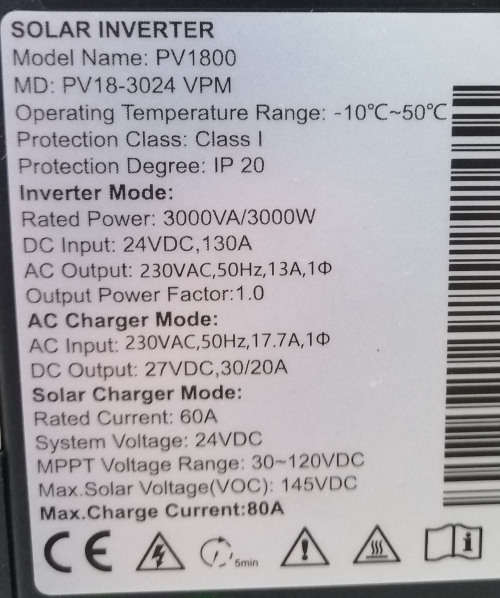 SOLAR INVERTER
Model Name: PV1800
MD: PV18-3024 VPM
Operating Temperature Range: -10℃~50℃
Protection Class: Class I
Protection Degree: IP 20
Inverter Mode:
Rated Power: 3000VA/3000W
DC Input: 24VDC,130A
AC Output: 230VAC,50Hz,13A,1Φ
Output Power Factor:1.0
AC Charger Mode:
AC Input: 230VAC,50Hz,17.7A,1Φ
DC Output: 27VDC,30/20A
Solar Charger Mode:
Rated Current: 60A
System Voltage: 24VDC
MPPT Voltage Range: 30~120VDC
Max.Solar Voltage(VOC): 145VDC
Max.Charge Current:80A
CE 5min